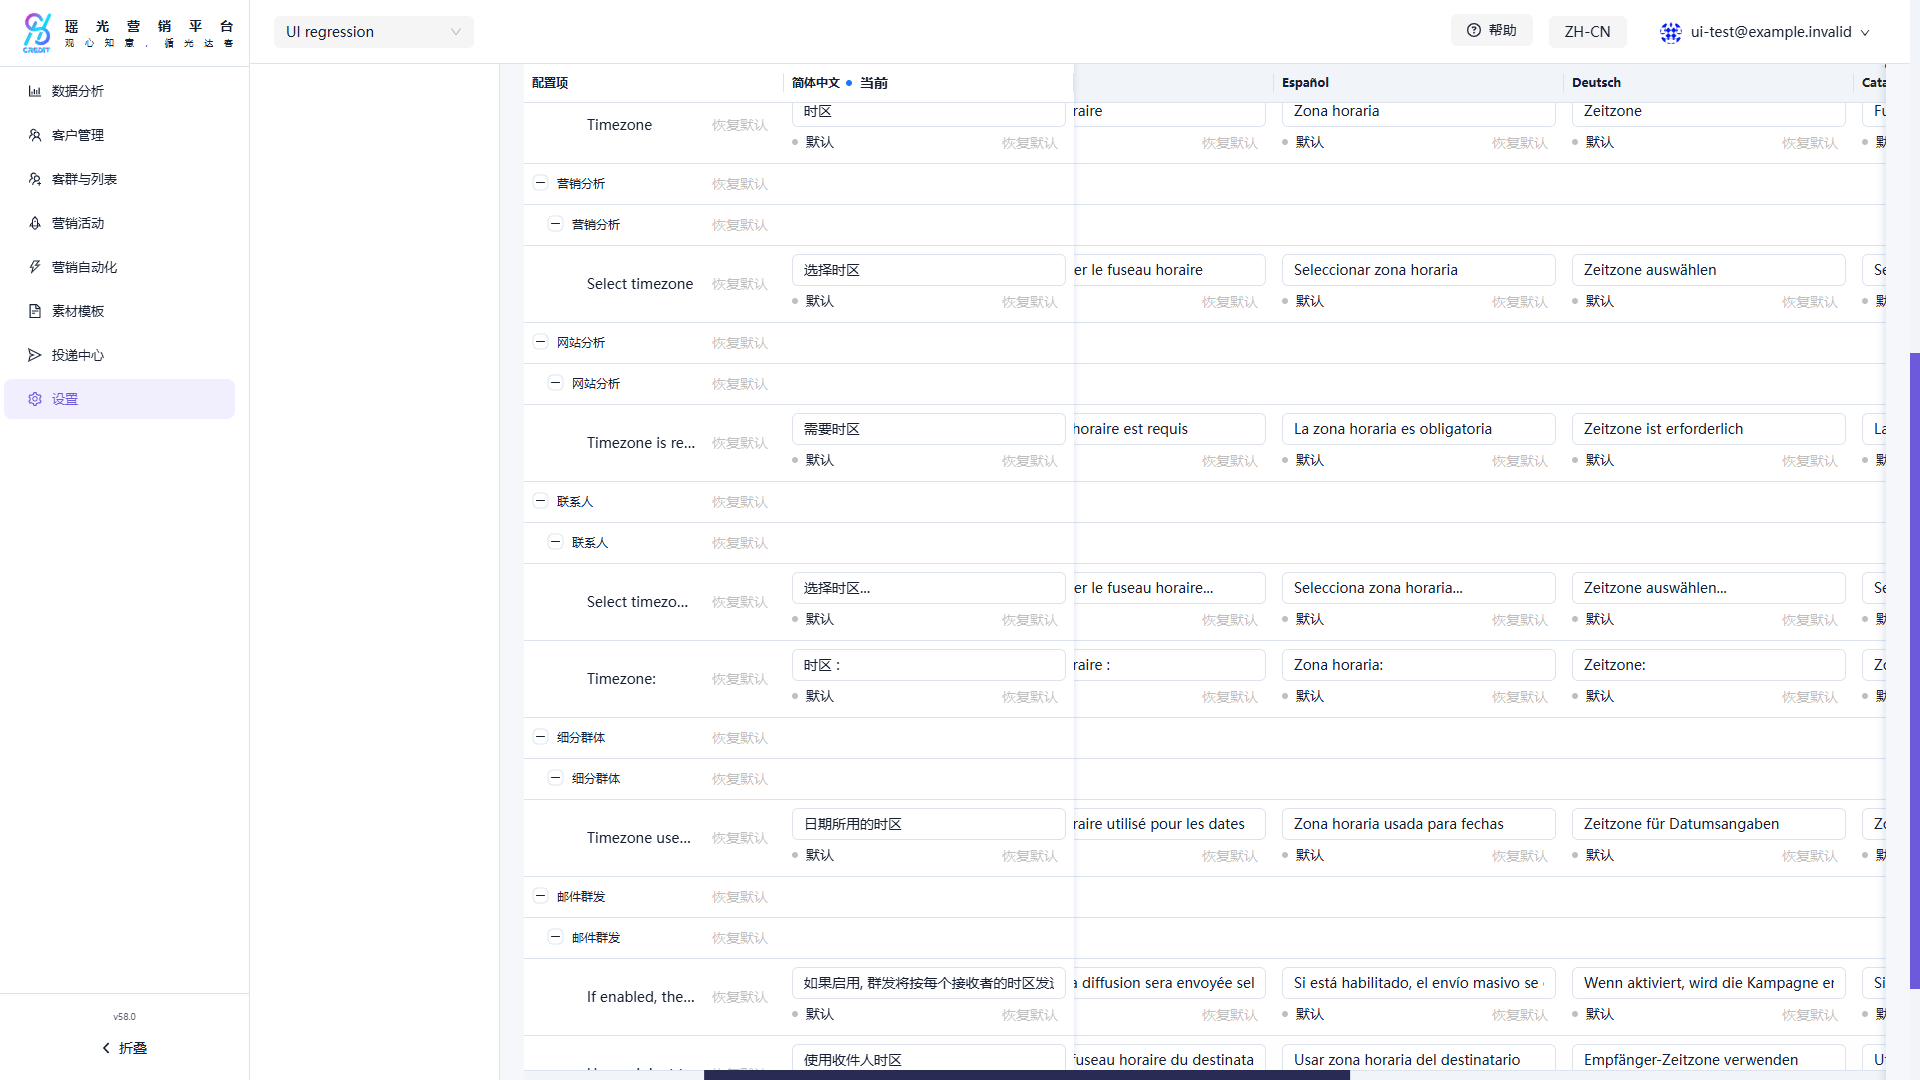 瑶光营销平台
观心知意,循光达客
CREDIT
UI regression
帮助
ZH-CN
ui-test@example.invalid
数据分析
客户管理
客群与列表
营销活动
营销自动化
素材模板
投递中心
设置
v58.0
折叠
配置项 简体中文 当前 Español Deutsch Cata
Timezone 恢复默认 时区 raire Zona horaria Zeitzone Fu
默认 恢复默认 恢复默认 默认 恢复默认 默认 恢复默认
营销分析 恢复默认
营销分析 恢复默认
Select timezone 恢复默认 选择时区 er le fuseau horaire Seleccionar zona horaria Zeitzone auswählen Se
默认 恢复默认 恢复默认 默认 恢复默认 默认 恢复默认
网站分析 恢复默认
网站分析 恢复默认
Timezone is re... 恢复默认 需要时区 horaire est requis La zona horaria es obligatoria Zeitzone ist erforderlich La
默认 恢复默认 恢复默认 默认 恢复默认 默认 恢复默认
联系人 恢复默认
联系人 恢复默认
Select timezo... 恢复默认 选择时区... er le fuseau horaire... Selecciona zona horaria... Zeitzone auswählen... Se
默认 恢复默认 恢复默认 默认 恢复默认 默认 恢复默认
Timezone: 恢复默认 时区： raire : Zona horaria: Zeitzone: Zo
默认 恢复默认 恢复默认 默认 恢复默认 默认 恢复默认
细分群体 恢复默认
细分群体 恢复默认
Timezone use... 恢复默认 日期所用的时区 raire utilisé pour les dates Zona horaria usada para fechas Zeitzone für Datumsangaben Zo
默认 恢复默认 恢复默认 默认 恢复默认 默认 恢复默认
邮件群发 恢复默认
邮件群发 恢复默认
If enabled, the... 恢复默认 如果启用, 群发将按每个接收者的时区发 diffusion sera envoyée sel Si está habilitado, el envío masivo se Wenn aktiviert, wird die Kampagne er Si
默认 恢复默认 恢复默认 默认 恢复默认 默认 恢复默认
使用收件人时区 fuseau horaire du destinata Usar zona horaria del destinatario Empfänger-Zeitzone verwenden